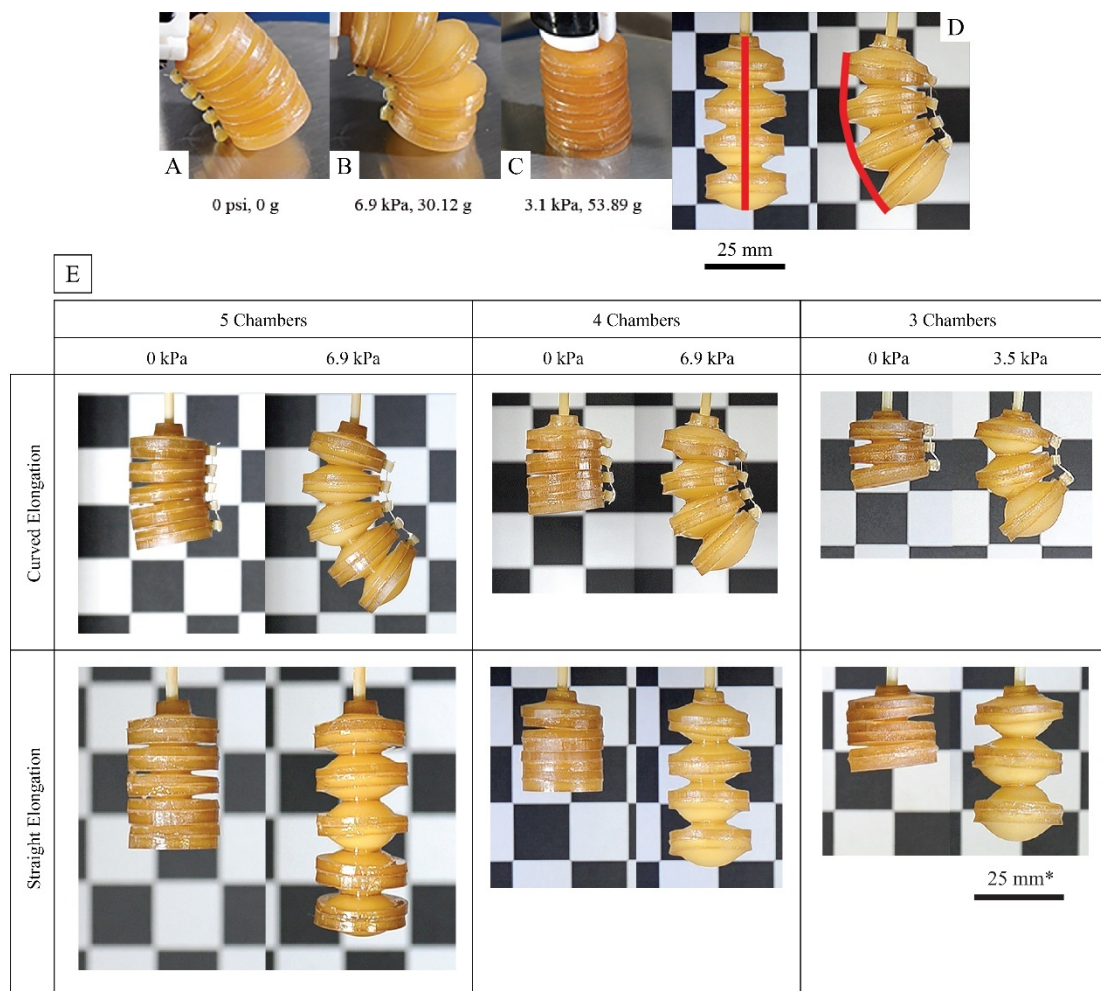 A
B
C
D
0 psi, 0 g
6.9 kPa, 30.12 g
3.1 kPa, 53.89 g
25 mm
E
5 Chambers
4 Chambers
3 Chambers
0 kPa
6.9 kPa
0 kPa
6.9 kPa
0 kPa
3.5 kPa
Curved Elongation
Straight Elongation
25 mm*